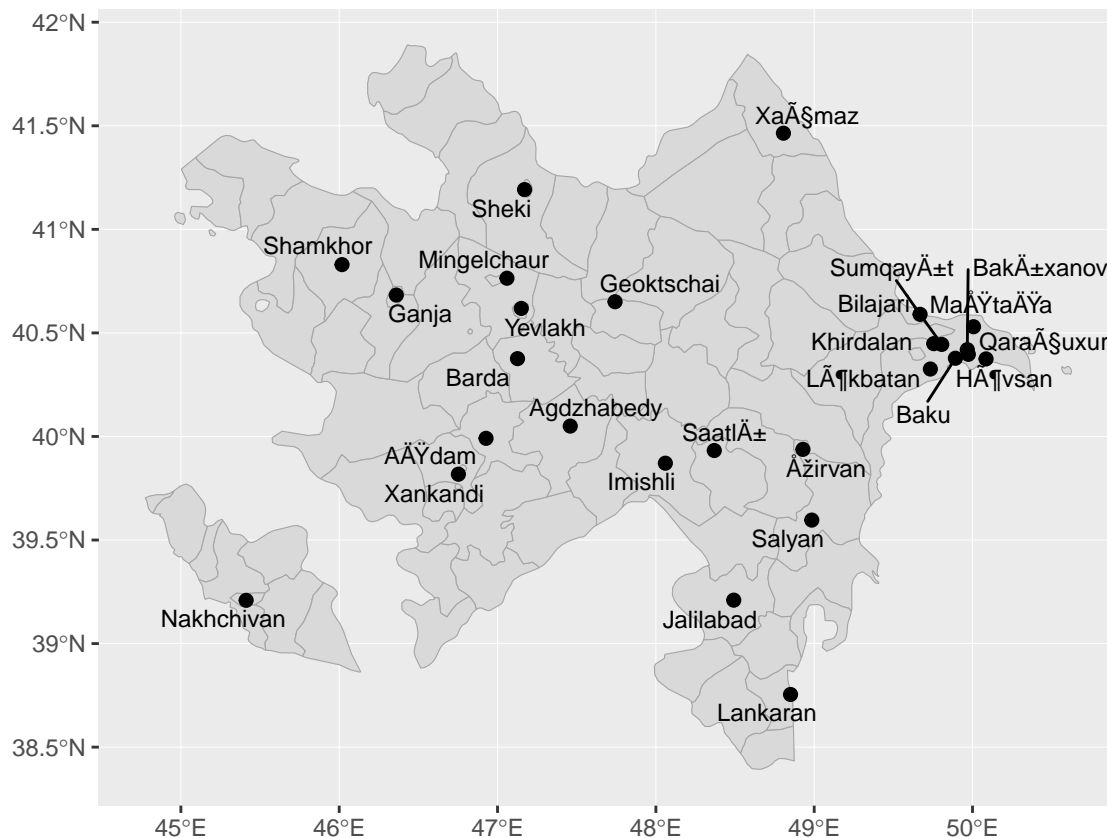 42°N
41.5°N
41°N
40.5°N
40°N
39.5°N
39°N
38.5°N
XaÃ§maz
Sheki
Shamkhor
Mingelchaur
Geoktschai
SumqayÄ±t
BakÄ±xanov
Ganja
Yevlakh
Bilajari
MaÅŸtaÄŸa
Khirdalan
QaraÃ§uxur
Barda
LÃ¶kbatan
HÃ¶vsan
Baku
Agdzhabedy
AÄŸdam
SaatlÄ±
Xankandi
Imishli
Åžirvan
Salyan
Nakhchivan
Jalilabad
Lankaran
45°E
46°E
47°E
48°E
49°E
50°E